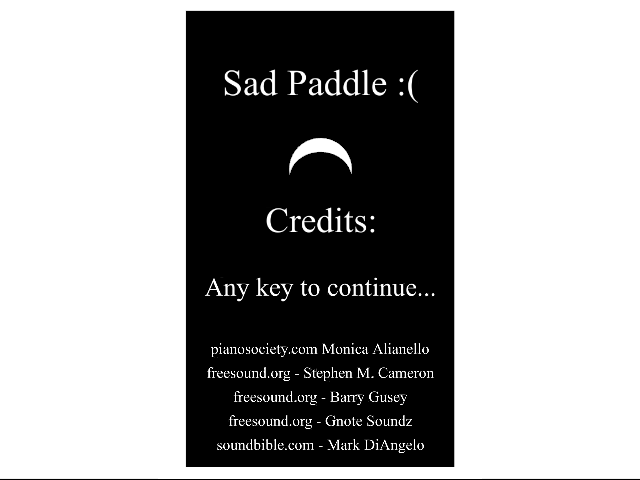 Sad Paddle :(
Credits:
Any key to continue...
pianosociety.com Monica Alianello
freesound.org - Stephen M. Cameron
freesound.org - Barry Gusey
freesound.org - Gnote Soundz
soundbible.com - Mark DiAngelo